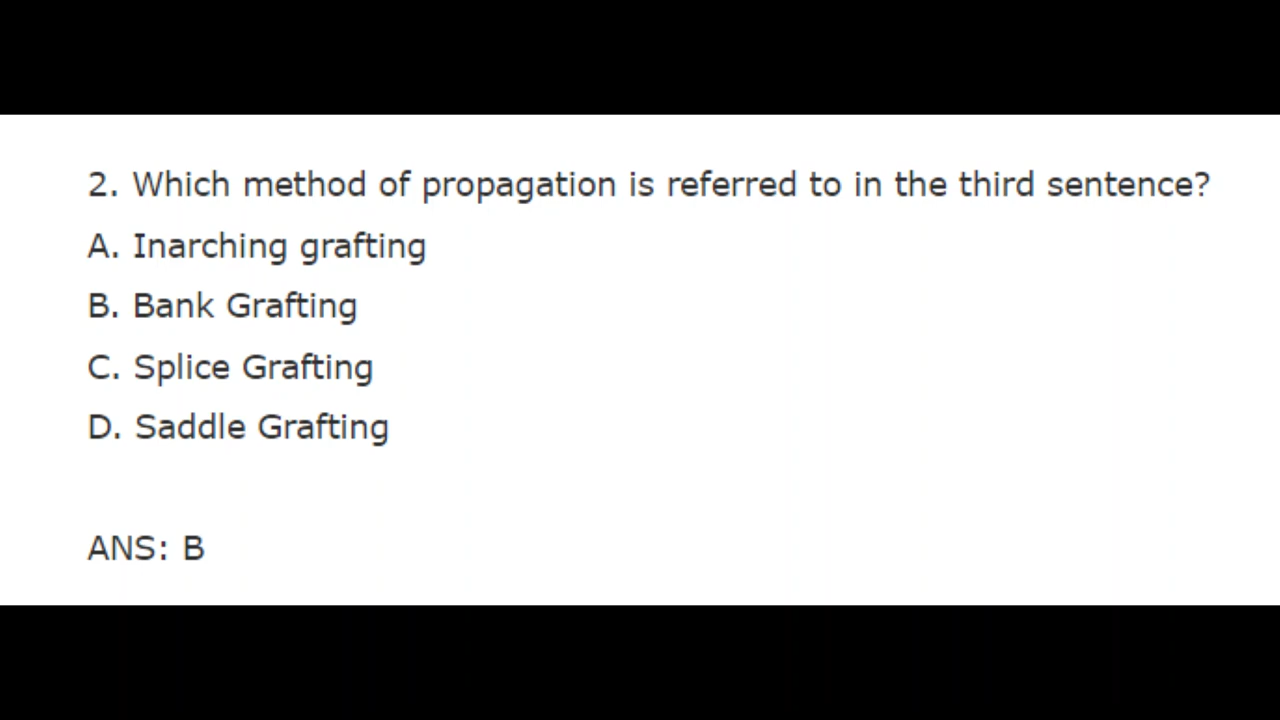 2. Which method of propagation is referred to in the third sentence?
A. Inarching grafting
B. Bank Grafting
C. Splice Grafting
D. Saddle Grafting
ANS: B